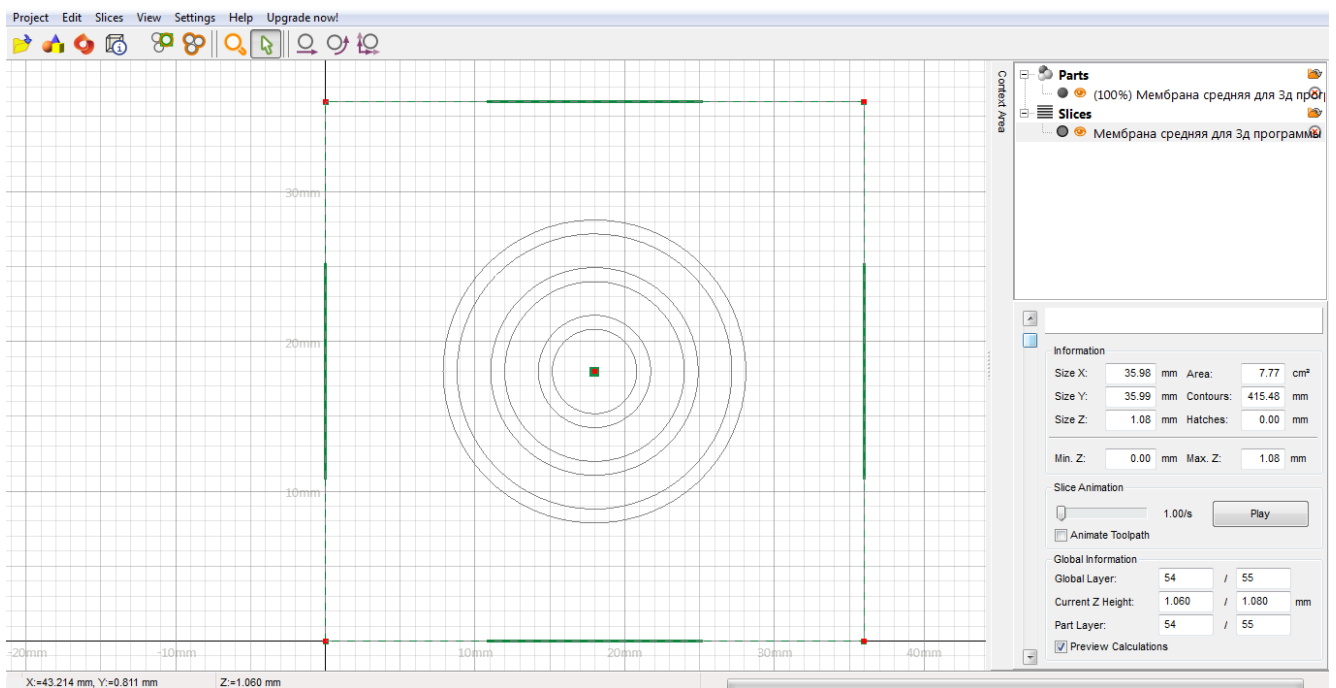 Project Edit Slices View Settings Help Upgrade now!
Context Area
Parts
(100%) Мембрана средняя для 3д прог
Slices
Мембрана средняя для 3д программы
30mm
20mm
10mm
-20mm -10mm 10mm 20mm 30mm 40mm
Information
Size X: 35.98 mm Area: 7.77 cm²
Size Y: 35.99 mm Contours: 415.48 mm
Size Z: 1.08 mm Hatches: 0.00 mm
Min. Z: 0.00 mm Max. Z: 1.08 mm
Slice Animation
1.00/s Play
Animate Toolpath
Global Information
Global Layer: 54 / 55
Current Z Height: 1.060 / 1.080 mm
Part Layer: 54 / 55
Preview Calculations
X:=43.214 mm, Y:=0.811 mm Z:=1.060 mm